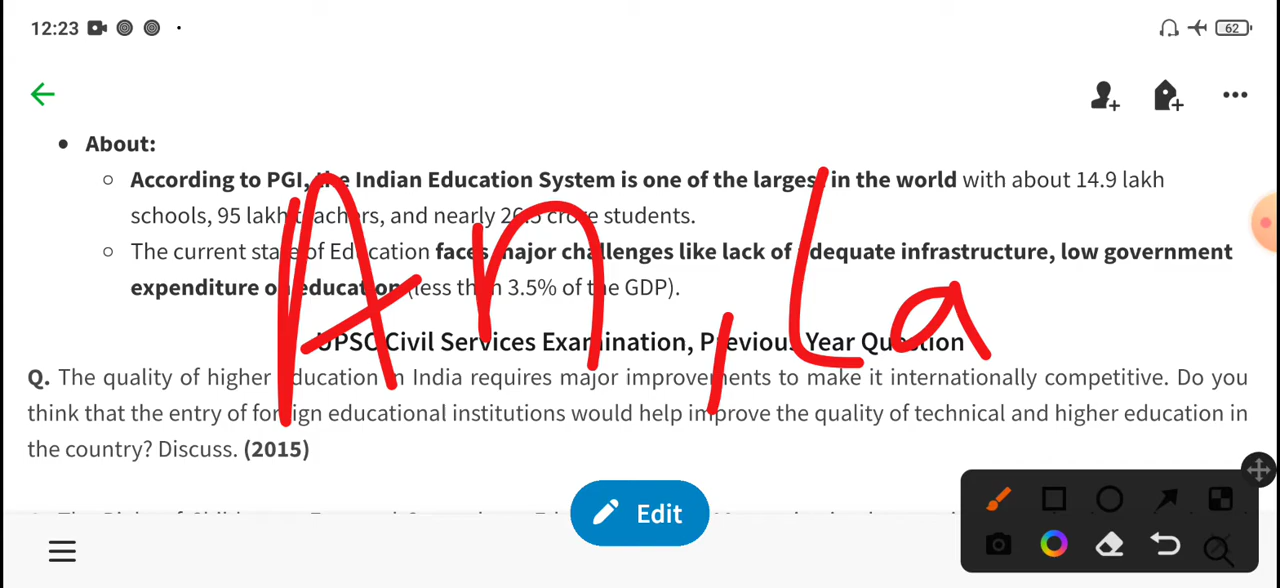 12:23
62
About:
According to PGI, the Indian Education System is one of the largest in the world with about 14.9 lakh
schools, 95 lakh teachers, and nearly 26.5 crore students.
The current state of Education faces major challenges like lack of adequate infrastructure, low government
expenditure on education (less than 3.5% of the GDP).
An, La
UPSC Civil Services Examination, Previous Year Question
Q. The quality of higher education in India requires major improvements to make it internationally competitive. Do you
think that the entry of foreign educational institutions would help improve the quality of technical and higher education in
the country? Discuss. (2015)
Edit